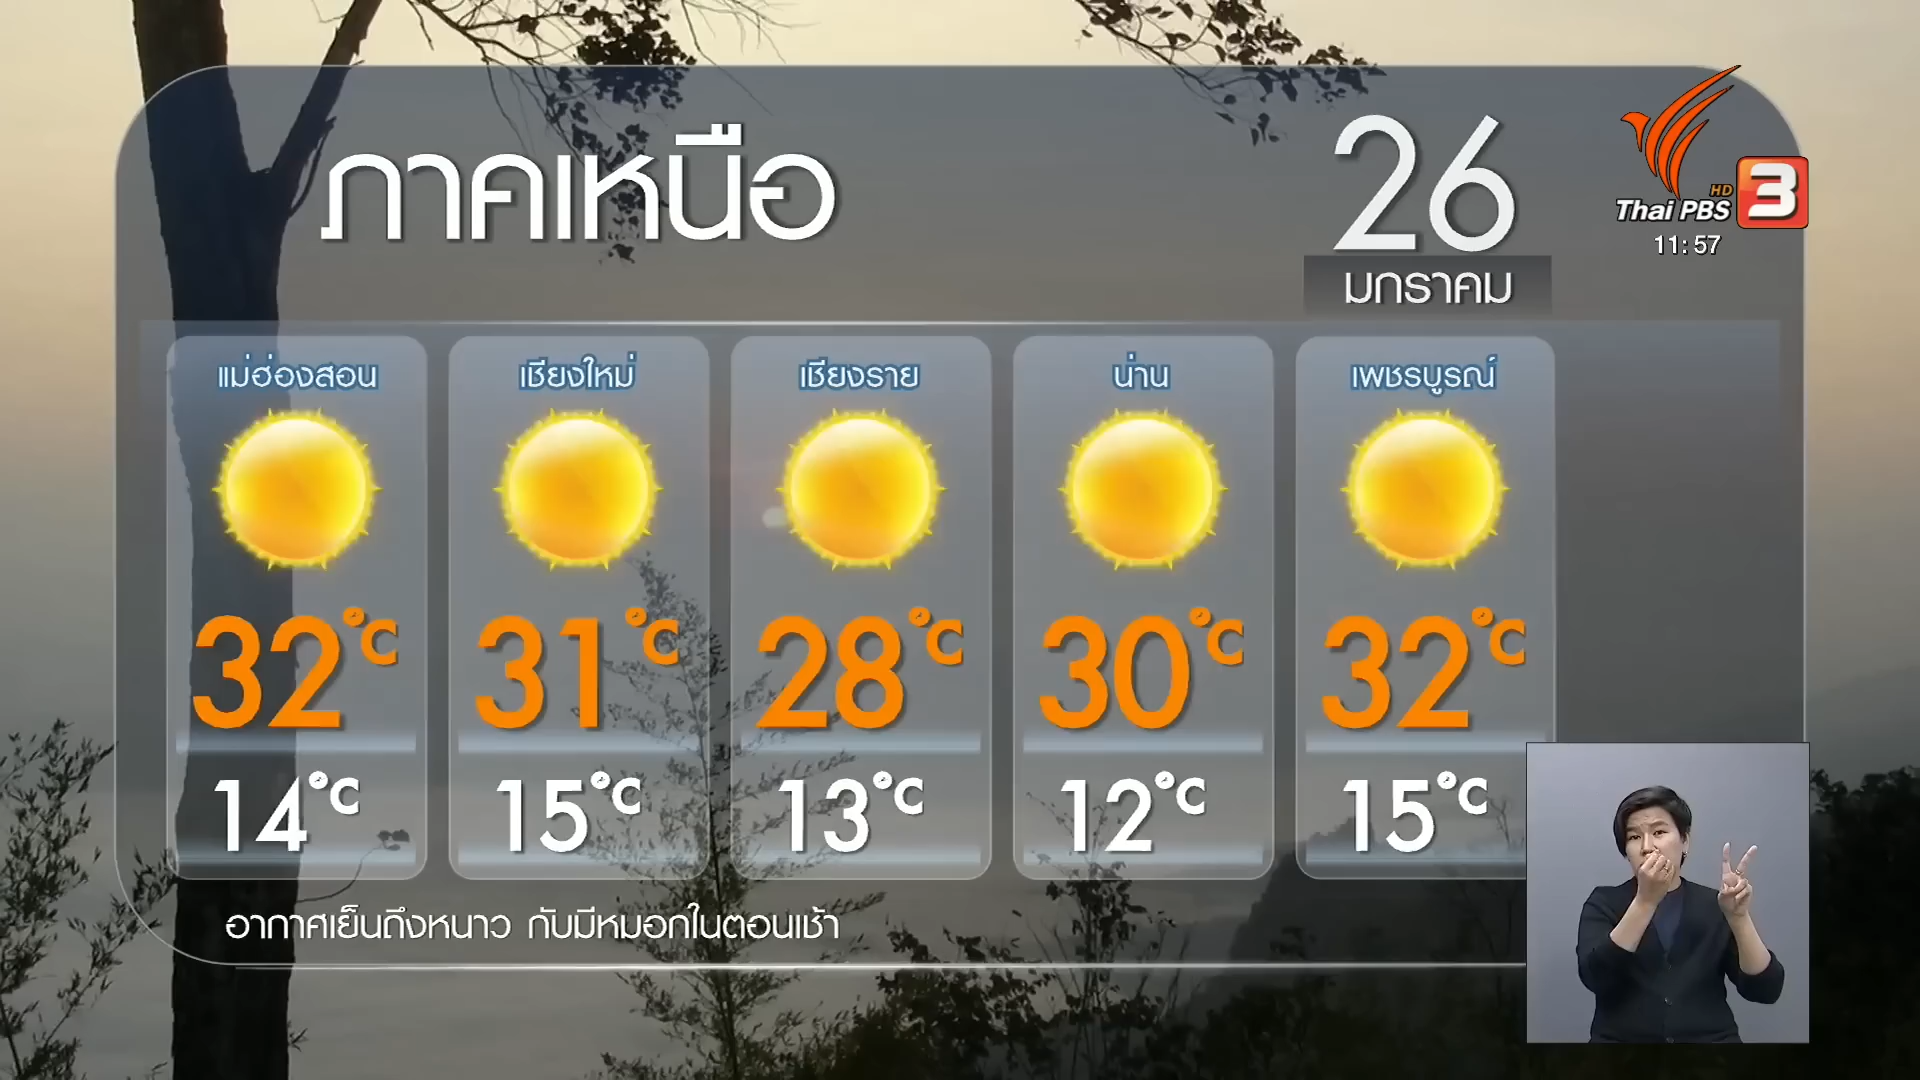 ภาคเหนือ
26
มกราคม
HD
Thai PBS 3
11:57
แม่ฮ่องสอน เชียงใหม่ เชียงราย น่าน เพชรบูรณ์
32°C 31°C 28°C 30°C 32°C
14°C 15°C 13°C 12°C 15°C
อากาศเย็นถึงหนาว กับมีหมอกในตอนเช้า